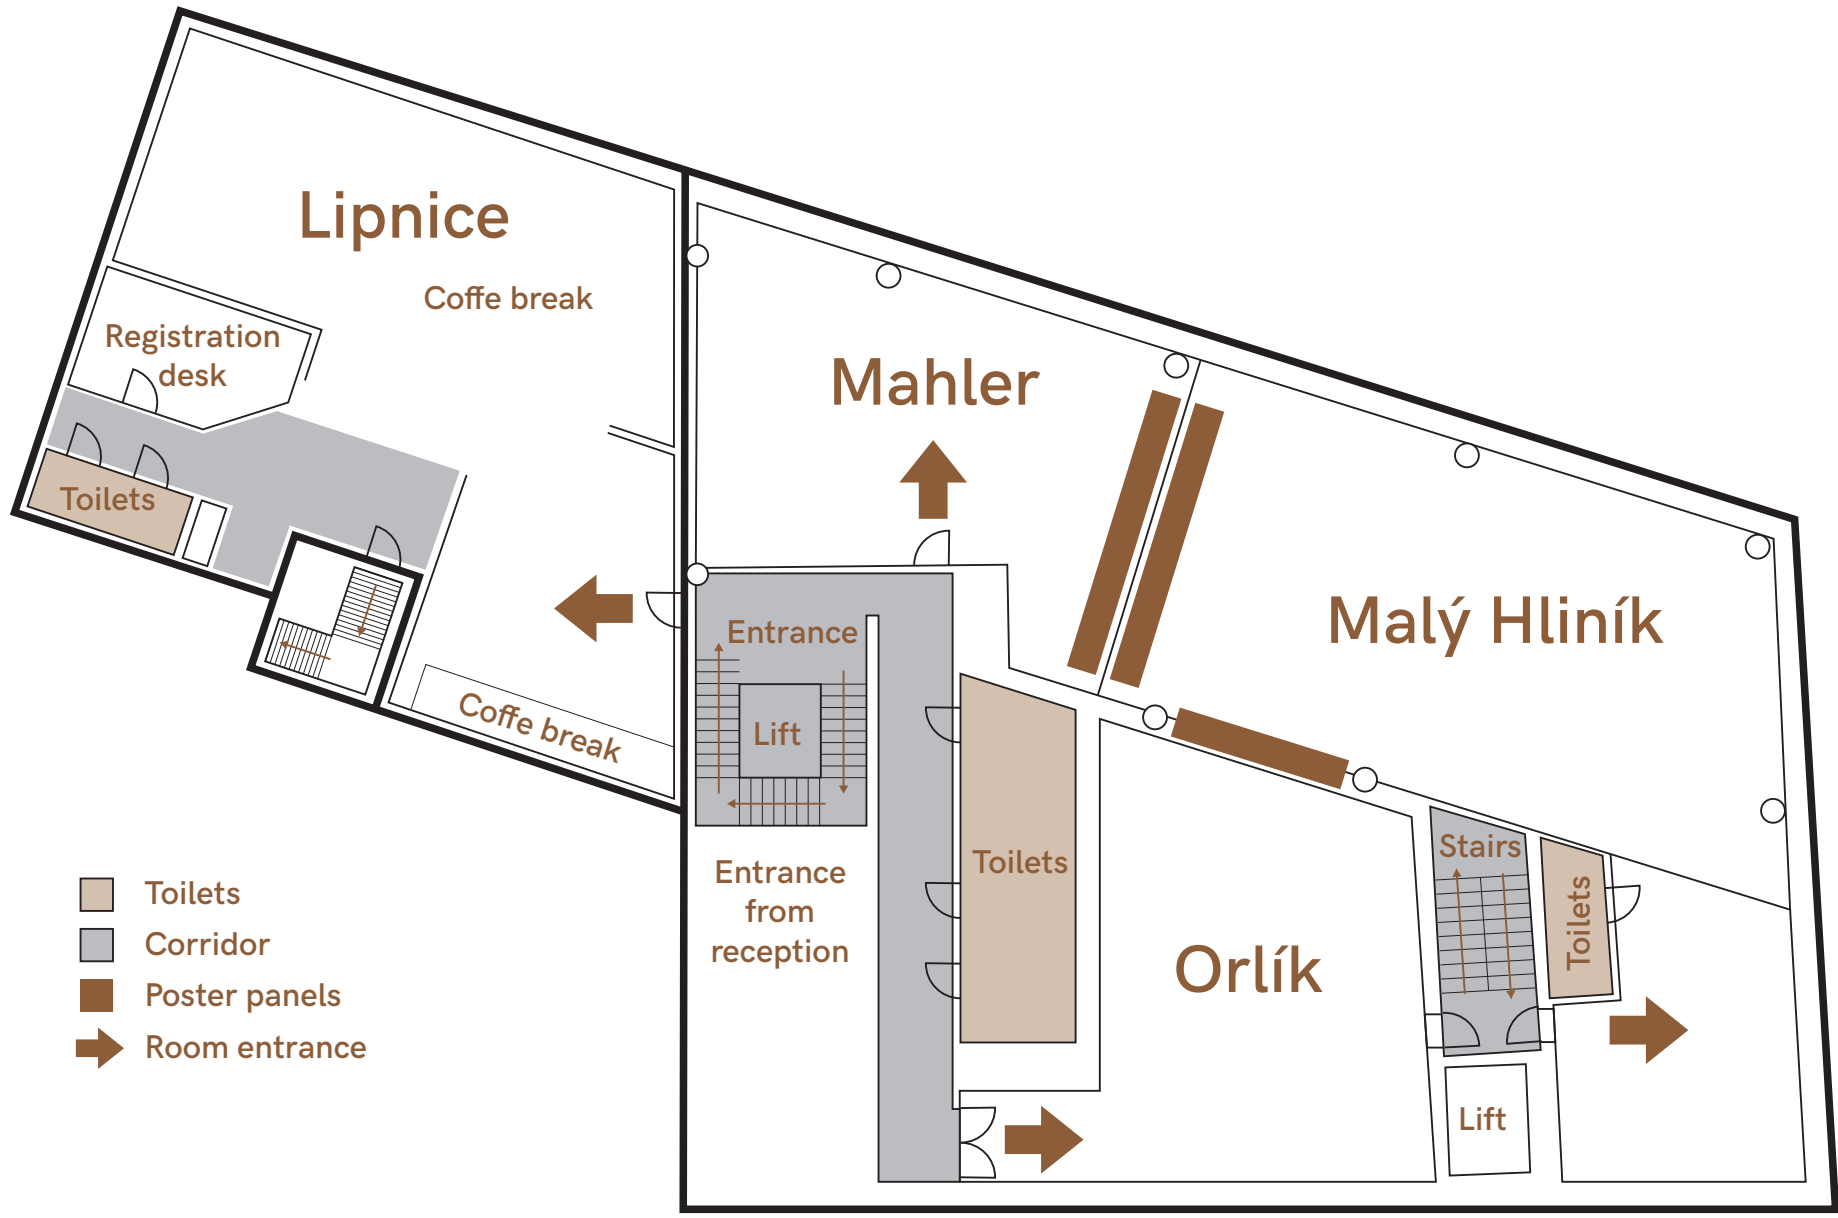 Lipnice
Coffe break
Registration
desk
Toilets
Coffe break
Mahler
Malý Hliník
Entrance
Lift
Entrance
from
reception
Toilets
Orlík
Stairs
Toilets
Lift
Toilets
Corridor
Poster panels
Room entrance